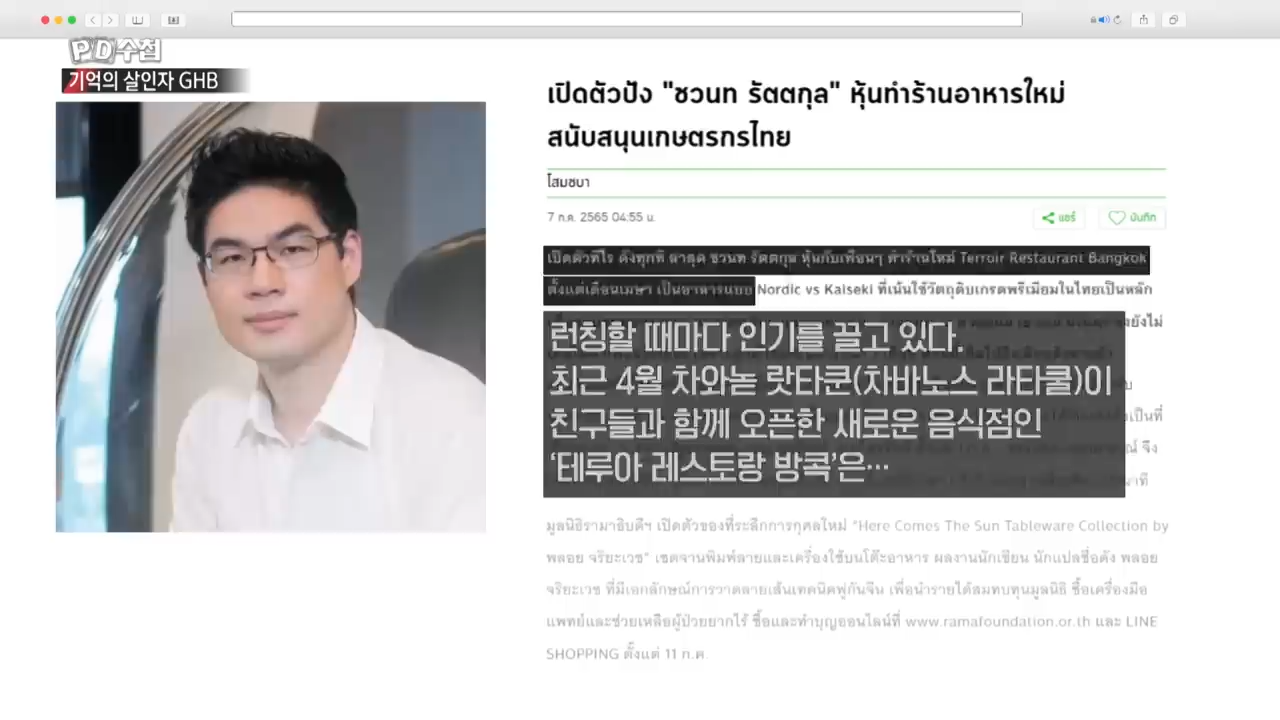 PD수첩
기억의 살인자 GHB
เปิดตัวปัง "ชวนท รัตตกุล" หุ้นทำร้านอาหารใหม่
สนับสนุนเกษตรกรไทย
โสมชบา
7 ก.ค. 2565 04:55 น.
แชร์
บันทึก
เปิดตัวทีไร ดังทุกที ล่าสุด ชวนท รัตตกุล หุ้นกับเพื่อนๆ ทำร้านใหม่ Terroir Restaurant Bangkok
ตั้งแต่เดือนเมษา เป็นอาหารแบบ Nordic vs Kaiseki ที่เน้นใช้วัตถุดิบเกรดพรีเมียมในไทยเป็นหลัก
런칭할 때마다 인기를 끌고 있다.
최근 4월 차와놑 랏타쿤(차바노스 라타쿨)이
친구들과 함께 오픈한 새로운 음식점인
‘테루아 레스토랑 방콕’은…
มูลนิธิรามาธิบดีฯ เปิดตัวของที่ระลึกการกุศลใหม่ "Here Comes The Sun Tableware Collection by
พลอย จริยะเวช" เซตจานพิมพ์ลายและเครื่องใช้บนโต๊ะอาหาร ผลงานนักเขียน นักแปลชื่อดัง พลอย
จริยะเวช ที่มีเอกลักษณ์การวาดลายเส้นเทคนิคพู่กันจีน เพื่อนำรายได้สมทบทุนมูลนิธิ ซื้อเครื่องมือ
แพทย์และช่วยเหลือผู้ป่วยยากไร้ ซื้อและทำบุญออนไลน์ที่ www.ramafoundation.or.th และ LINE
SHOPPING ตั้งแต่ 11 ก.ค.